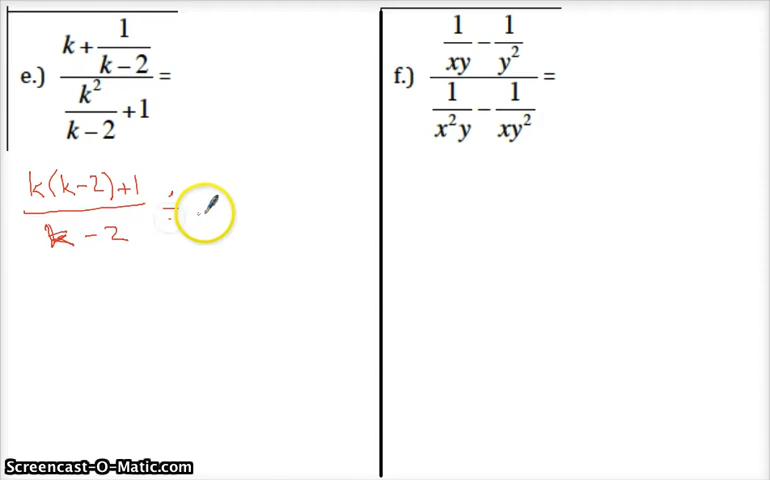 e.) (k + 1/(k − 2)) / (k²/(k − 2) + 1) =
k(k-2)+1 / k - 2 ÷
f.) (1/xy − 1/y²) / (1/x²y − 1/xy²) =
Screencast-O-Matic.com